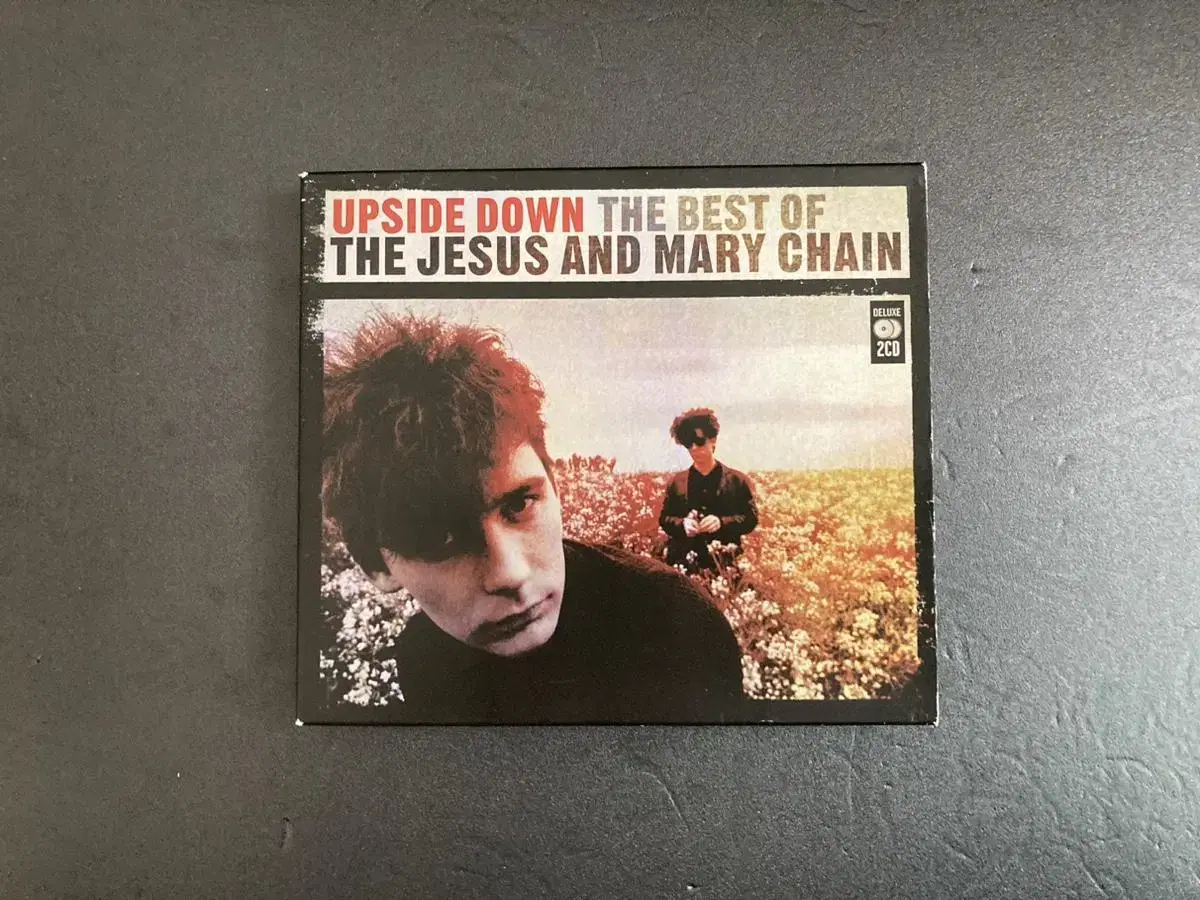 UPSIDE DOWN THE BEST OF
THE JESUS AND MARY CHAIN
DELUXE
2CD